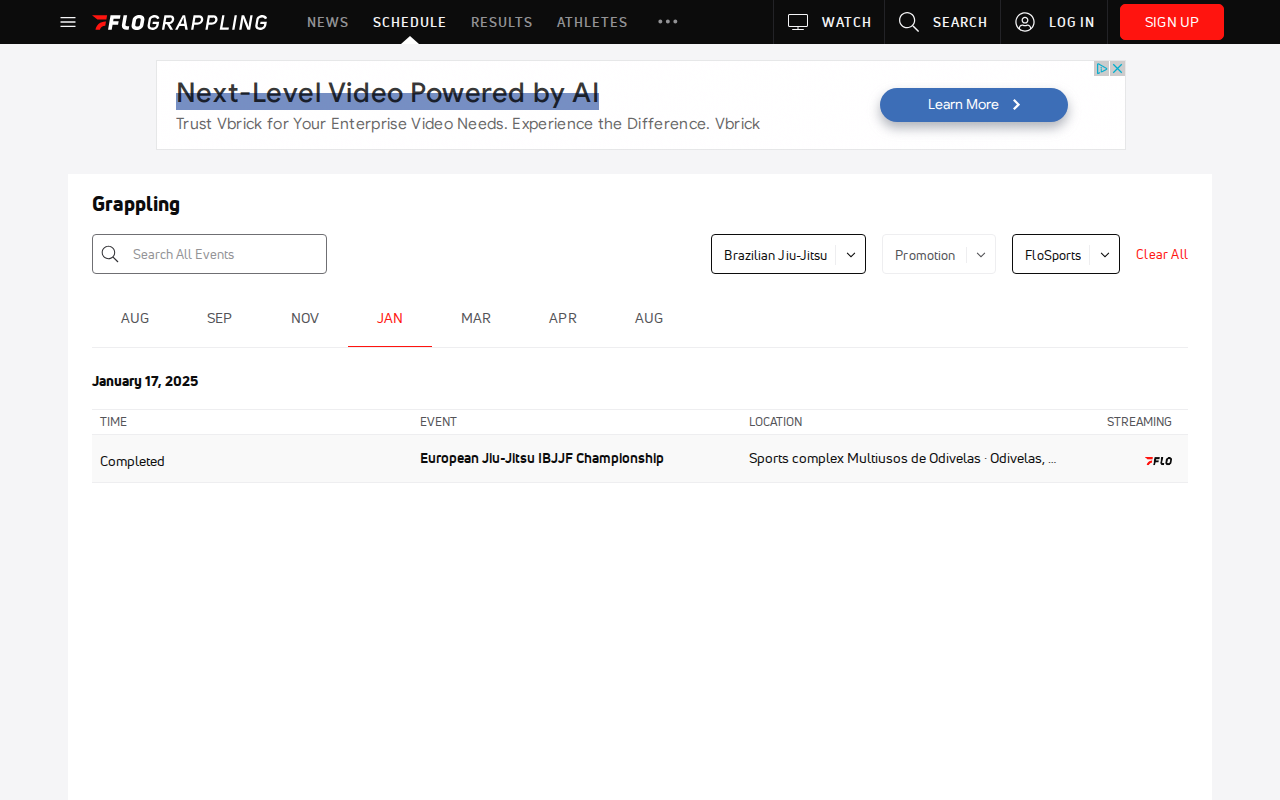 FLOGRAPPLING NEWS SCHEDULE RESULTS ATHLETES WATCH SEARCH LOG IN SIGN UP
Next-Level Video Powered by AI
Trust Vbrick for Your Enterprise Video Needs. Experience the Difference. Vbrick
Learn More
Grappling
Search All Events Brazilian Jiu-Jitsu Promotion FloSports Clear All
AUG SEP NOV JAN MAR APR AUG
January 17, 2025
TIME EVENT LOCATION STREAMING
Completed European Jiu-Jitsu IBJJF Championship Sports complex Multiusos de Odivelas · Odivelas, ... FLO